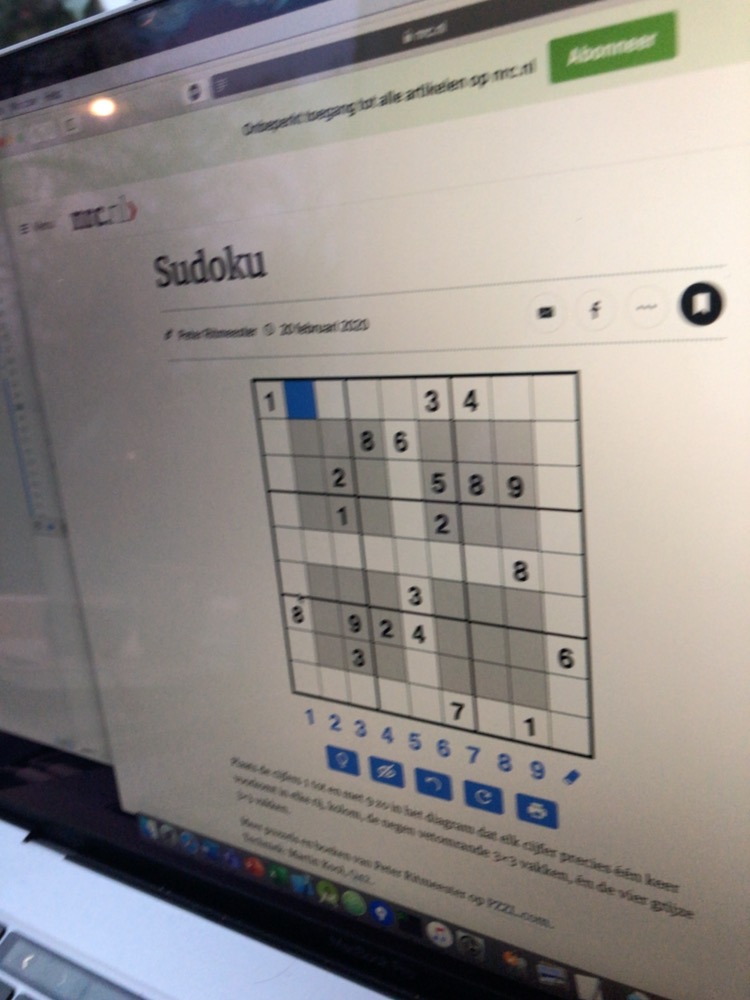 nrc.nl
Onbeperkt toegang tot alle artikelen op nrc.nl
Abonneer
Menu
nrc.nl
Sudoku
Peter Ritmeester 20 februari 2020
1 3 4
8 6
2 5 8 9
1 2
8
3
8 9 2 4
3 6
7 1
1 2 3 4 5 6 7 8 9
Plaats de cijfers 1 tot en met 9 zo in het diagram dat elk cijfer precies één keer
voorkomt in elke rij, kolom, de negen vetomrande 3×3 vakken, én de vier grijze
3×3 vakken.
Meer puzzels en boeken van Peter Ritmeester op PZZL.com.